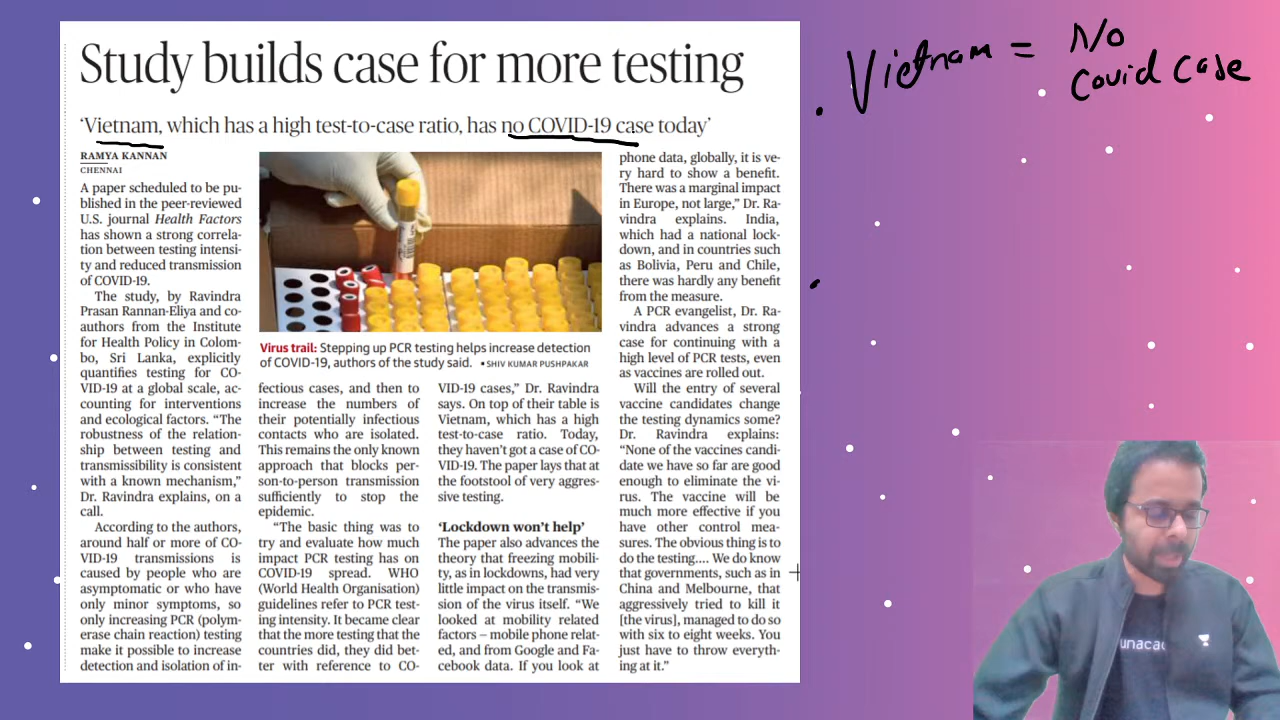 Study builds case for more testing
‘Vietnam, which has a high test-to-case ratio, has no COVID-19 case today’
RAMYA KANNAN
CHENNAI
A paper scheduled to be pu-
blished in the peer-reviewed
U.S. journal Health Factors
has shown a strong correla-
tion between testing intensi-
ty and reduced transmission
of COVID-19.
The study, by Ravindra
Prasan Rannan-Eliya and co-
authors from the Institute
for Health Policy in Colom-
bo, Sri Lanka, explicitly
quantifies testing for CO-
VID-19 at a global scale, ac-
counting for interventions
and ecological factors. “The
robustness of the relation-
ship between testing and
transmissibility is consistent
with a known mechanism,”
Dr. Ravindra explains, on a
call.
According to the authors,
around half or more of CO-
VID-19 transmissions is
caused by people who are
asymptomatic or who have
only minor symptoms, so
only increasing PCR (polym-
erase chain reaction) testing
make it possible to increase
detection and isolation of in-
Virus trail: Stepping up PCR testing helps increase detection
of COVID-19, authors of the study said. • SHIV KUMAR PUSHPAKAR
fectious cases, and then to
increase the numbers of
their potentially infectious
contacts who are isolated.
This remains the only known
approach that blocks per-
son-to-person transmission
sufficiently to stop the
epidemic.
“The basic thing was to
try and evaluate how much
impact PCR testing has on
COVID-19 spread. WHO
(World Health Organisation)
guidelines refer to PCR test-
ing intensity. It became clear
that the more testing that the
countries did, they did bet-
ter with reference to CO-
VID-19 cases,” Dr. Ravindra
says. On top of their table is
Vietnam, which has a high
test-to-case ratio. Today,
they haven’t got a case of CO-
VID-19. The paper lays that at
the footstool of very aggres-
sive testing.
‘Lockdown won’t help’
The paper also advances the
theory that freezing mobili-
ty, as in lockdowns, had very
little impact on the transmis-
sion of the virus itself. “We
looked at mobility related
factors – mobile phone relat-
ed, and from Google and Fa-
cebook data. If you look at
phone data, globally, it is ve-
ry hard to show a benefit.
There was a marginal impact
in Europe, not large,” Dr. Ra-
vindra explains. India,
which had a national lock-
down, and in countries such
as Bolivia, Peru and Chile,
there was hardly any benefit
from the measure.
A PCR evangelist, Dr. Ra-
vindra advances a strong
case for continuing with a
high level of PCR tests, even
as vaccines are rolled out.
Will the entry of several
vaccine candidates change
the testing dynamics some?
Dr. Ravindra explains:
“None of the vaccines candi-
date we have so far are good
enough to eliminate the vi-
rus. The vaccine will be
much more effective if you
have other control mea-
sures. The obvious thing is to
do the testing.... We do know
that governments, such as in
China and Melbourne, that
aggressively tried to kill it
[the virus], managed to do so
with six to eight weeks. You
just have to throw everyth-
ing at it.”
• Vietnam = No
Covid case
•
unacad